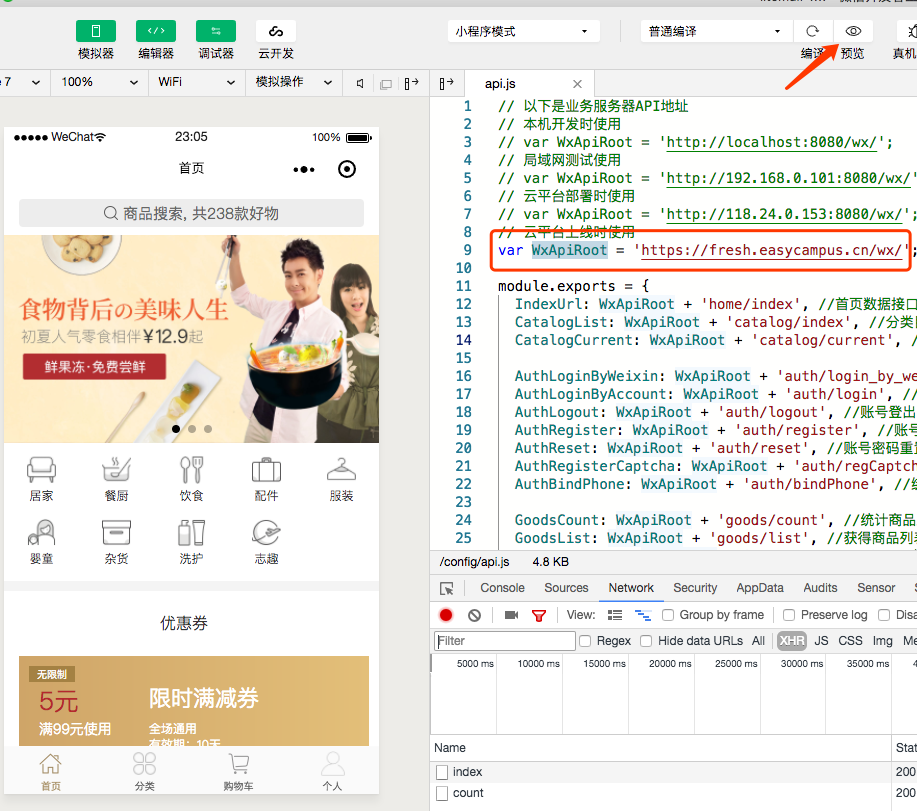 模拟器
编辑器
调试器
云开发
小程序模式
普通编译
编译
预览
真机
7
100%
WiFi
模拟操作
api.js
WeChat
23:05
100%
首页
商品搜索, 共238款好物
食物背后の美味人生
初夏人气零食相伴¥12.9起
鲜果冻·免费尝鲜
居家
餐厨
饮食
配件
服装
婴童
杂货
洗护
志趣
优惠券
无限制
5元
满99元使用
限时满减券
全场通用
有效期：10天
首页
分类
购物车
个人
1 // 以下是业务服务器API地址
2 // 本机开发时使用
3 // var WxApiRoot = 'http://localhost:8080/wx/';
4 // 局域网测试使用
5 // var WxApiRoot = 'http://192.168.0.101:8080/wx/'
6 // 云平台部署时使用
7 // var WxApiRoot = 'http://118.24.0.153:8080/wx/';
8 // 云平台上线时使用
9 var WxApiRoot = 'https://fresh.easycampus.cn/wx/';
10
11 module.exports = {
12 IndexUrl: WxApiRoot + 'home/index', //首页数据接口
13 CatalogList: WxApiRoot + 'catalog/index', //分类
14 CatalogCurrent: WxApiRoot + 'catalog/current', /
15
16 AuthLoginByWeixin: WxApiRoot + 'auth/login_by_we
17 AuthLoginByAccount: WxApiRoot + 'auth/login', //
18 AuthLogout: WxApiRoot + 'auth/logout', //账号登出
19 AuthRegister: WxApiRoot + 'auth/register', //账号
20 AuthReset: WxApiRoot + 'auth/reset', //账号密码重
21 AuthRegisterCaptcha: WxApiRoot + 'auth/regCaptch
22 AuthBindPhone: WxApiRoot + 'auth/bindPhone', //
23
24 GoodsCount: WxApiRoot + 'goods/count', //统计商品
25 GoodsList: WxApiRoot + 'goods/list', //获得商品列表
/config/api.js 4.8 KB
Console Sources Network Security AppData Audits Sensor
View: Group by frame Preserve log Disa
Filter Regex Hide data URLs All XHR JS CSS Img Me
5000 ms 10000 ms 15000 ms 20000 ms 25000 ms 30000 ms 35000 ms 4
Name Stat
index 200
count 200